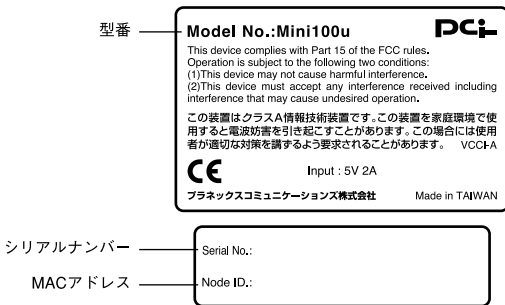 型番
Model No.:Mini100u
PCi
This device complies with Part 15 of the FCC rules.
Operation is subject to the following two conditions:
(1)This device may not cause harmful interference.
(2)This device must accept any interference received including
interference that may cause undesired operation.
この装置はクラスA情報技術装置です。この装置を家庭環境で使
用すると電波妨害を引き起こすことがあります。この場合には使用
者が適切な対策を講ずるよう要求されることがあります。 VCCI-A
CE
Input : 5V 2A
プラネックスコミュニケーションズ株式会社 Made in TAIWAN
シリアルナンバー
Serial No.:
MACアドレス
Node ID.: